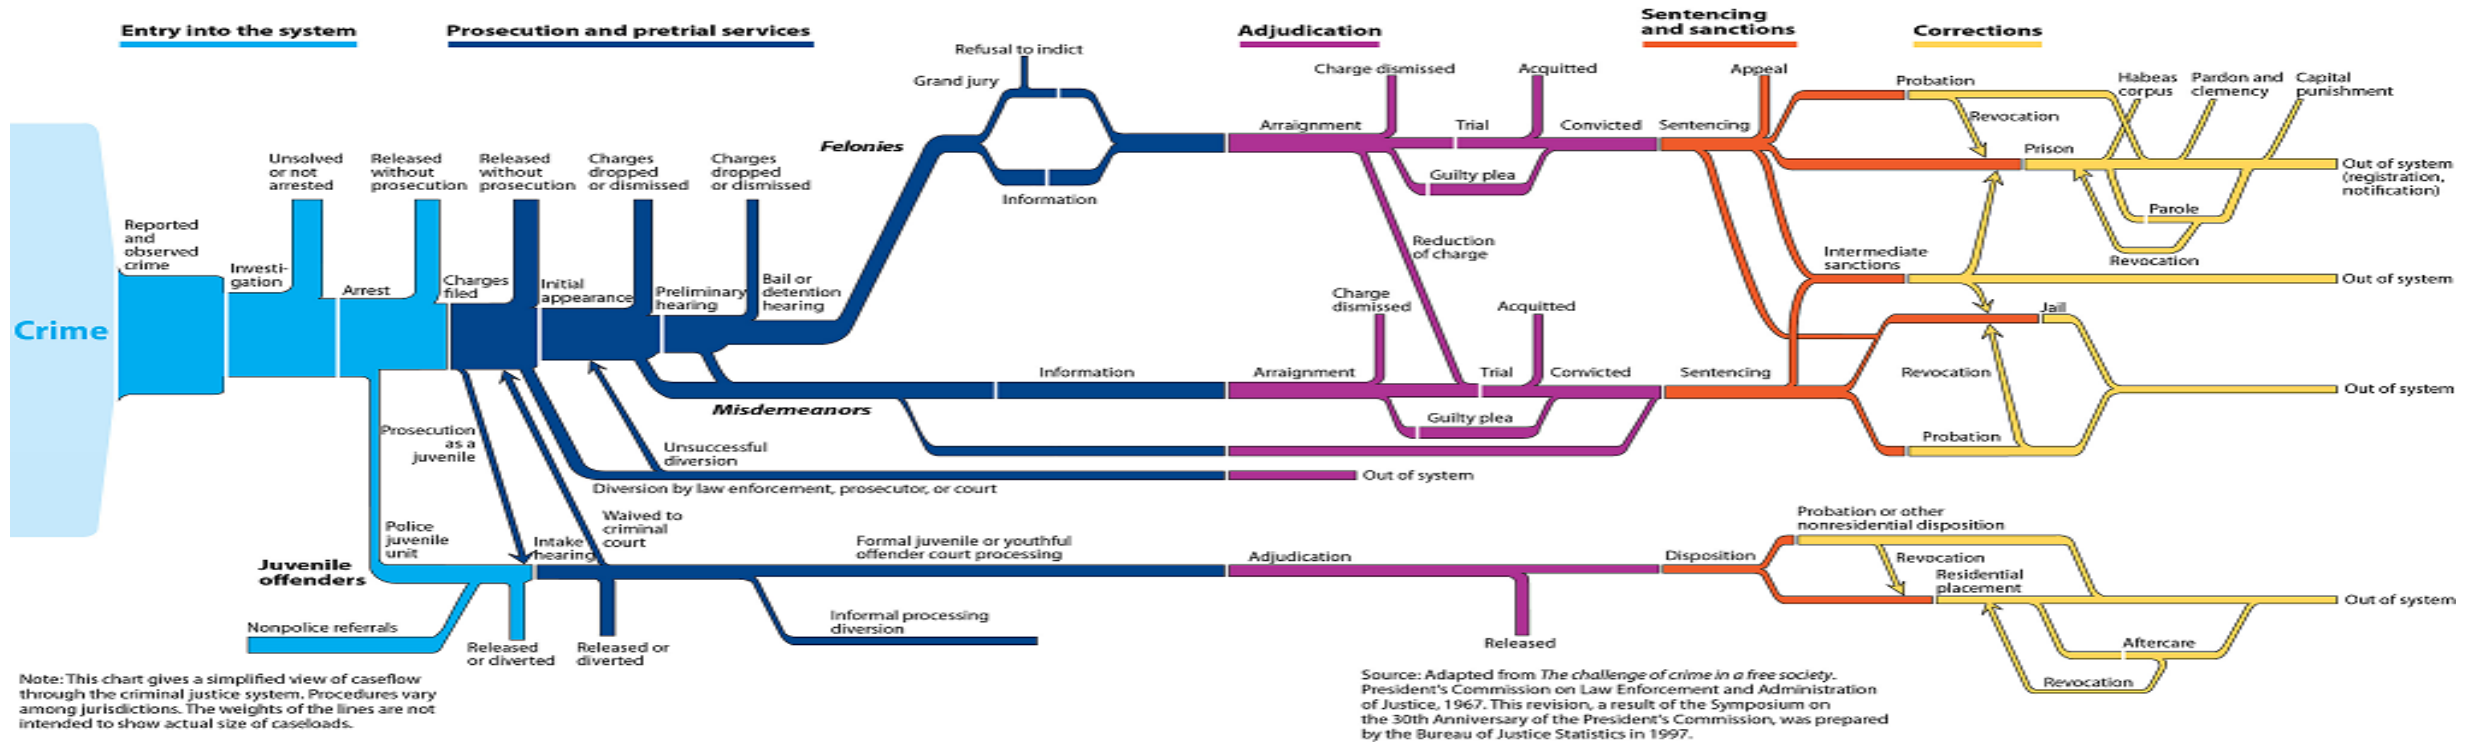 Entry into the system
Prosecution and pretrial services
Adjudication
Sentencing
and sanctions
Corrections
Refusal to indict
Grand jury
Felonies
Information
Unsolved
or not
arrested
Released
without
prosecution
Released
without
prosecution
Charges
dropped
or dismissed
Charges
dropped
or dismissed
Crime
Reported
and
observed
crime
Investi-
gation
Arrest
Charges
filed
Initial
appearance
Preliminary
hearing
Bail or
detention
hearing
Charge dismissed
Acquitted
Arraignment
Trial
Convicted
Guilty plea
Reduction
of charge
Sentencing
Appeal
Probation
Revocation
Prison
Habeas
corpus
Pardon and
clemency
Capital
punishment
Out of system
(registration,
notification)
Parole
Revocation
Intermediate
sanctions
Out of system
Misdemeanors
Information
Charge
dismissed
Acquitted
Arraignment
Trial
Convicted
Guilty plea
Sentencing
Jail
Revocation
Probation
Out of system
Unsuccessful
diversion
Diversion by law enforcement, prosecutor, or court
Out of system
Prosecution
as a
juvenile
Waived to
criminal
court
Police
juvenile
unit
Juvenile
offenders
Intake
hearing
Formal juvenile or youthful
offender court processing
Adjudication
Disposition
Nonpolice referrals
Released
or diverted
Released or
diverted
Informal processing
diversion
Released
Probation or other
nonresidential disposition
Revocation
Residential
placement
Out of system
Aftercare
Revocation
Note: This chart gives a simplified view of caseflow
through the criminal justice system. Procedures vary
among jurisdictions. The weights of the lines are not
intended to show actual size of caseloads.
Source: Adapted from The challenge of crime in a free society.
President's Commission on Law Enforcement and Administration
of Justice, 1967. This revision, a result of the Symposium on
the 30th Anniversary of the President's Commission, was prepared
by the Bureau of Justice Statistics in 1997.